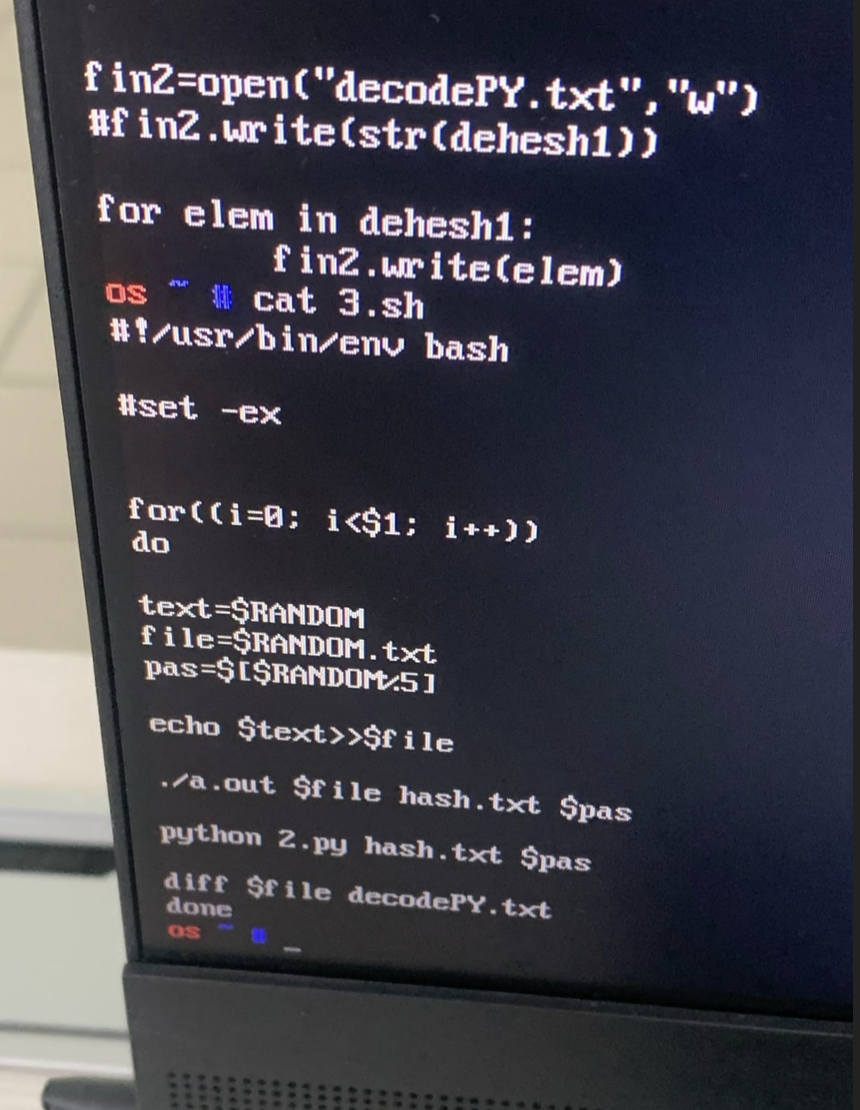 fin2=open("decodePY.txt","w")
#fin2.write(str(dehesh1))
for elem in dehesh1:
        fin2.write(elem)
os ~ # cat 3.sh
#!/usr/bin/env bash
#set -ex
for((i=0; i<$1; i++))
do
text=$RANDOM
file=$RANDOM.txt
pas=$[$RANDOM%5]
echo $text>>$file
./a.out $file hash.txt $pas
python 2.py hash.txt $pas
diff $file decodePY.txt
done
os ~ # _